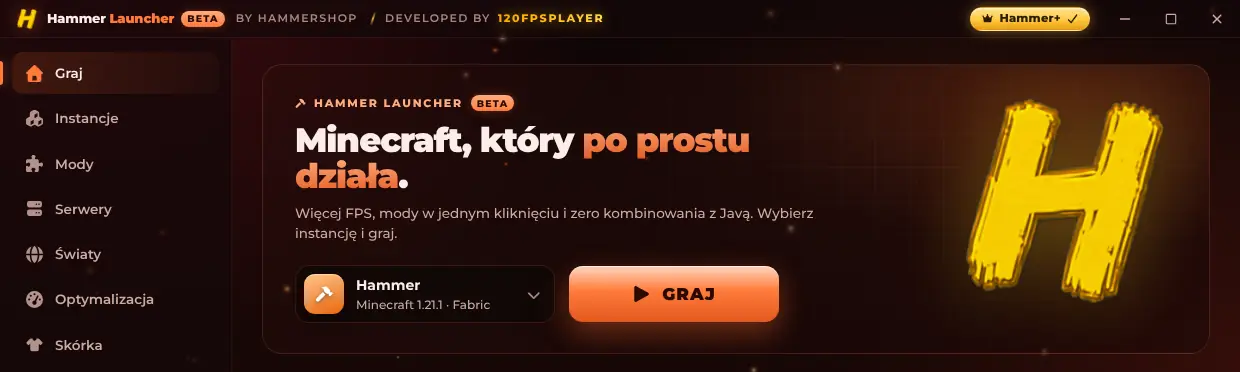 H Hammer Launcher BETA BY HAMMERSHOP / DEVELOPED BY 120FPSPLAYER Hammer+
Graj
Instancje
Mody
Serwery
Światy
Optymalizacja
Skórka
HAMMER LAUNCHER BETA
Minecraft, który po prostu
działa.
Więcej FPS, mody w jednym kliknięciu i zero kombinowania z Javą. Wybierz
instancję i graj.
Hammer
Minecraft 1.21.1 · Fabric
GRAJ
H